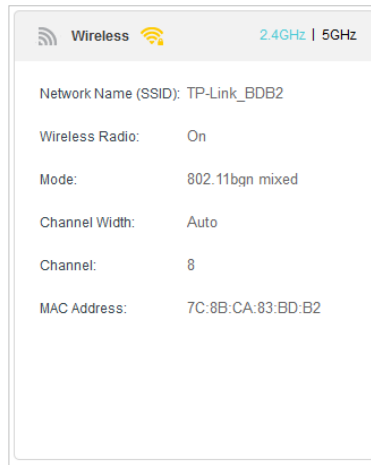 Wireless 2.4GHz | 5GHz
Network Name (SSID): TP-Link_BDB2
Wireless Radio: On
Mode: 802.11bgn mixed
Channel Width: Auto
Channel: 8
MAC Address: 7C:8B:CA:83:BD:B2